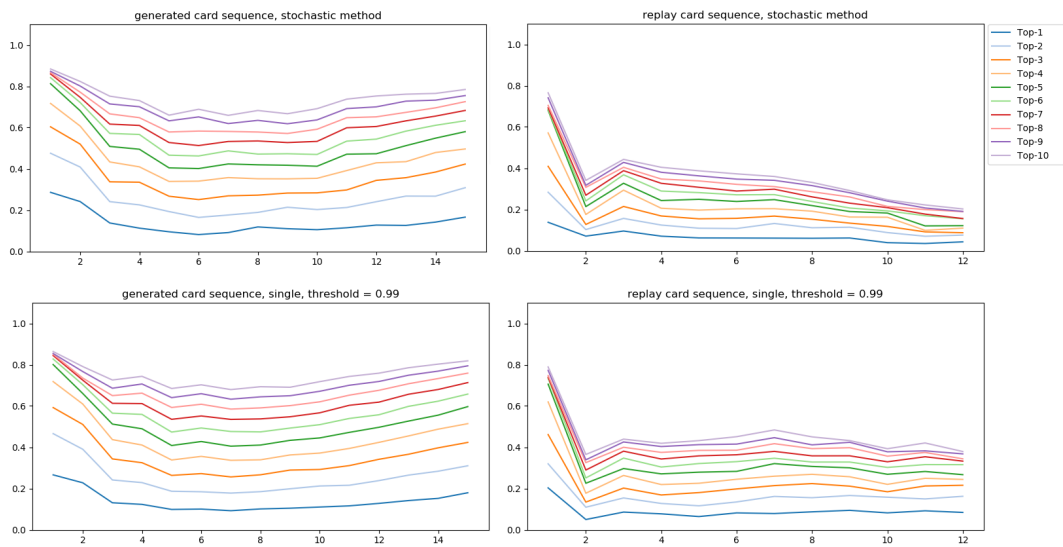 generated card sequence, stochastic method
1.0
0.8
0.6
0.4
0.2
0.0
2 4 6 8 10 12 14
replay card sequence, stochastic method
1.0
0.8
0.6
0.4
0.2
0.0
2 4 6 8 10 12
Top-1
Top-2
Top-3
Top-4
Top-5
Top-6
Top-7
Top-8
Top-9
Top-10
generated card sequence, single, threshold = 0.99
1.0
0.8
0.6
0.4
0.2
0.0
2 4 6 8 10 12 14
replay card sequence, single, threshold = 0.99
1.0
0.8
0.6
0.4
0.2
0.0
2 4 6 8 10 12